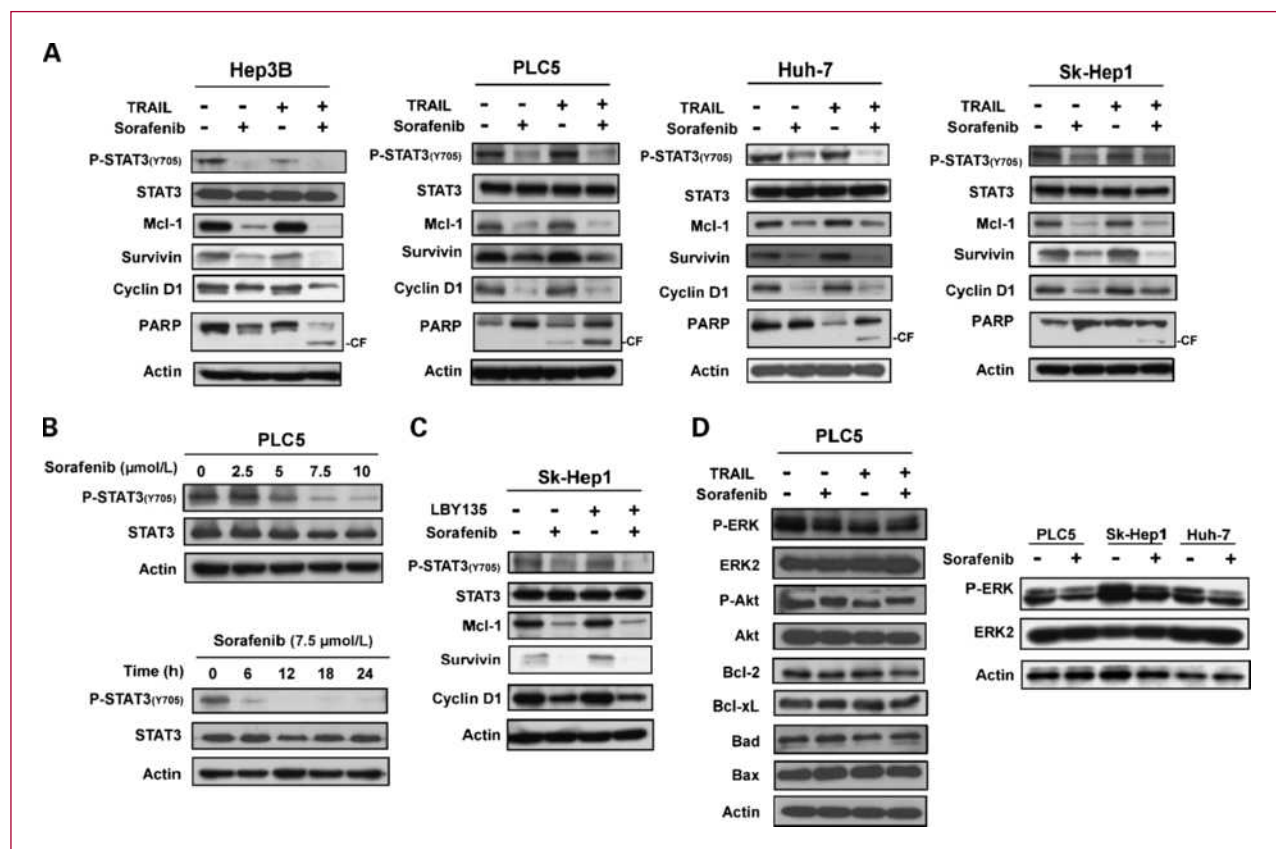 A
Hep3B
TRAIL - - + +
Sorafenib - + - +
P-STAT3(Y705)
STAT3
Mcl-1
Survivin
Cyclin D1
PARP
-CF
Actin
PLC5
TRAIL - - + +
Sorafenib - + - +
P-STAT3(Y705)
STAT3
Mcl-1
Survivin
Cyclin D1
PARP
-CF
Actin
Huh-7
TRAIL - - + +
Sorafenib - + - +
P-STAT3(Y705)
STAT3
Mcl-1
Survivin
Cyclin D1
PARP
-CF
Actin
Sk-Hep1
TRAIL - - + +
Sorafenib - + - +
P-STAT3(Y705)
STAT3
Mcl-1
Survivin
Cyclin D1
PARP
-CF
Actin
B
PLC5
Sorafenib (µmol/L)
0 2.5 5 7.5 10
P-STAT3(Y705)
STAT3
Actin
Sorafenib (7.5 µmol/L)
Time (h)
0 6 12 18 24
P-STAT3(Y705)
STAT3
Actin
C
Sk-Hep1
LBY135 - - + +
Sorafenib - + - +
P-STAT3(Y705)
STAT3
Mcl-1
Survivin
Cyclin D1
Actin
D
PLC5
TRAIL - - + +
Sorafenib - + - +
P-ERK
ERK2
P-Akt
Akt
Bcl-2
Bcl-xL
Bad
Bax
Actin
PLC5 Sk-Hep1 Huh-7
Sorafenib - + - + - +
P-ERK
ERK2
Actin